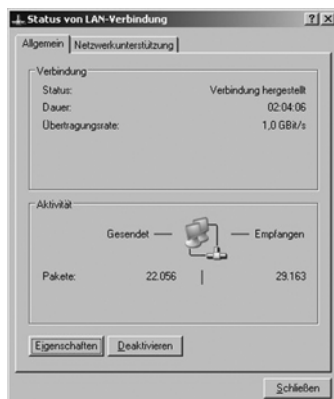 Status von LAN-Verbindung
Allgemein Netzwerkunterstützung
Verbindung
Status: Verbindung hergestellt
Dauer: 02:04:06
Übertragungsrate: 1,0 GBit/s
Aktivität
Gesendet Empfangen
Pakete: 22.056 29.163
Eigenschaften Deaktivieren
Schließen